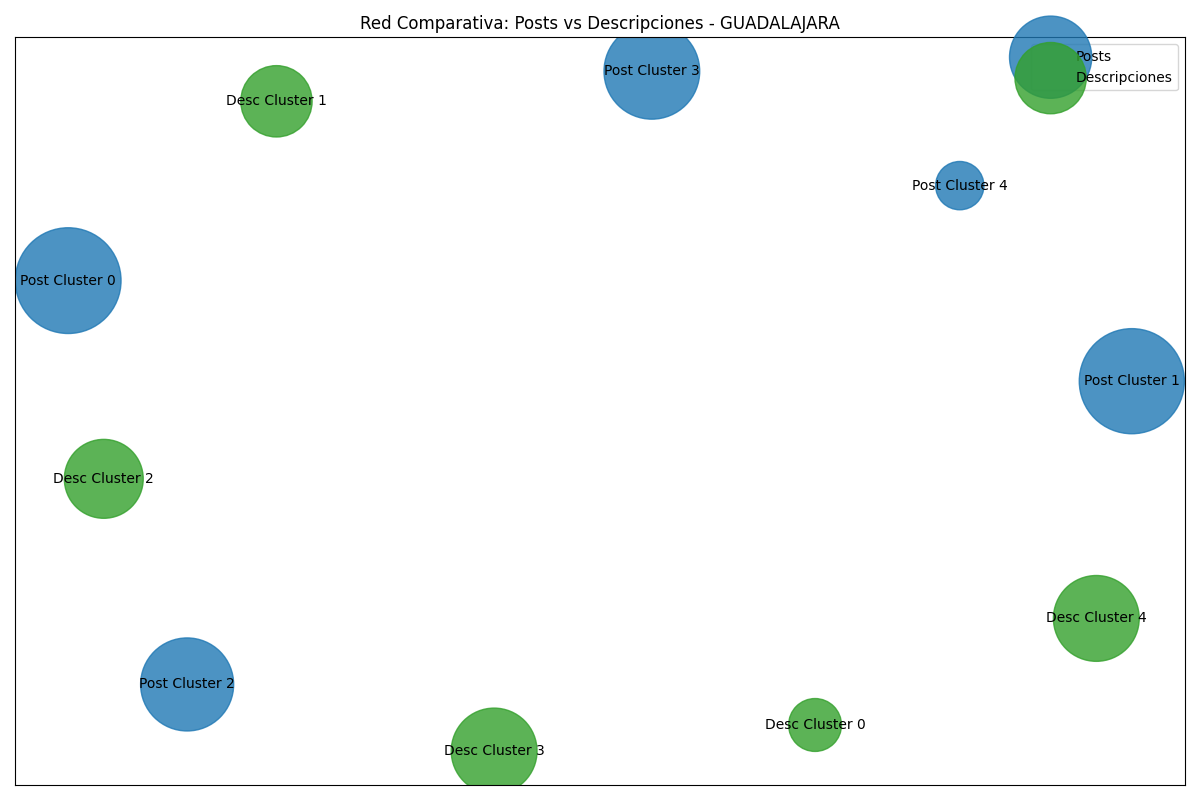 Red Comparativa: Posts vs Descripciones - GUADALAJARA
Posts
Descripciones
Post Cluster 3
Desc Cluster 1
Post Cluster 4
Post Cluster 0
Post Cluster 1
Desc Cluster 2
Desc Cluster 4
Post Cluster 2
Desc Cluster 0
Desc Cluster 3